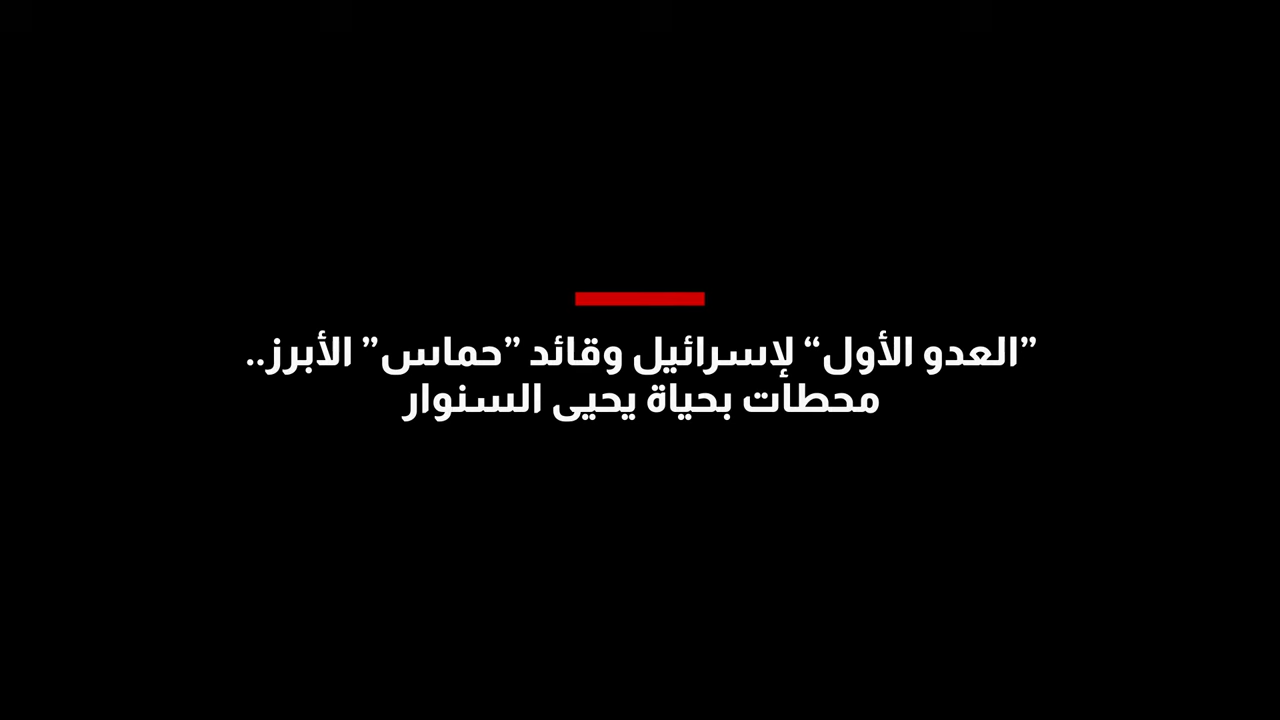 ”العدو الأول“ لإسرائيل وقائد ”حماس” الأبرز..
محطات بحياة يحيى السنوار